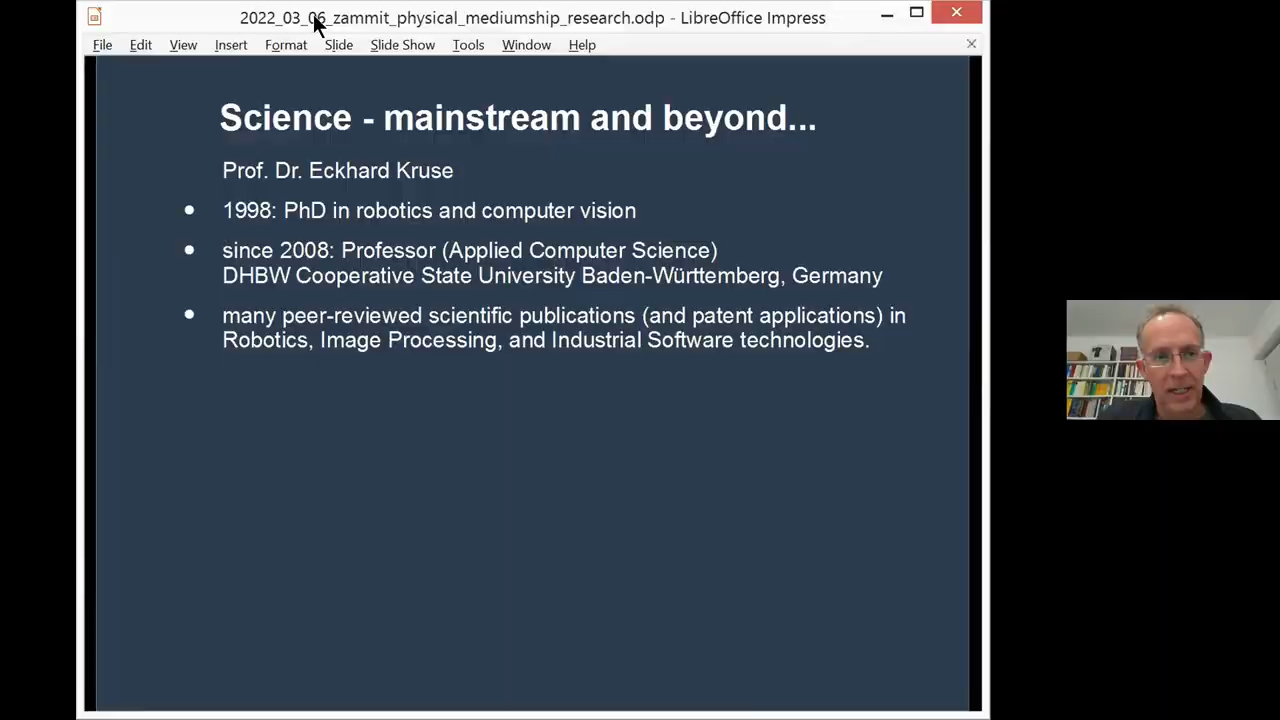 2022_03_06_zammit_physical_mediumship_research.odp - LibreOffice Impress
File Edit View Insert Format Slide Slide Show Tools Window Help
Science - mainstream and beyond...
Prof. Dr. Eckhard Kruse
• 1998: PhD in robotics and computer vision
• since 2008: Professor (Applied Computer Science)
DHBW Cooperative State University Baden-Württemberg, Germany
• many peer-reviewed scientific publications (and patent applications) in
Robotics, Image Processing, and Industrial Software technologies.